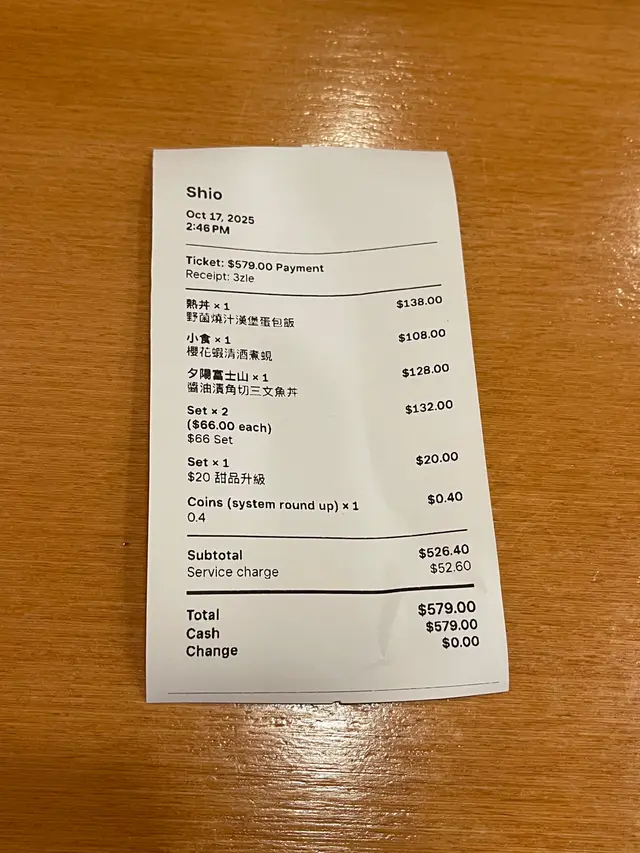 Shio
Oct 17, 2025
2:46 PM
Ticket: $579.00 Payment
Receipt: 3zle
熱丼 × 1 $138.00
野菌燒汁漢堡蛋包飯
小食 × 1 $108.00
櫻花蝦清酒煮蜆
夕陽富士山 × 1 $128.00
醬油漬角切三文魚丼
Set × 2 $132.00
($66.00 each)
$66 Set
Set × 1 $20.00
$20 甜品升級
Coins (system round up) × 1 $0.40
0.4
Subtotal $526.40
Service charge $52.60
Total $579.00
Cash $579.00
Change $0.00